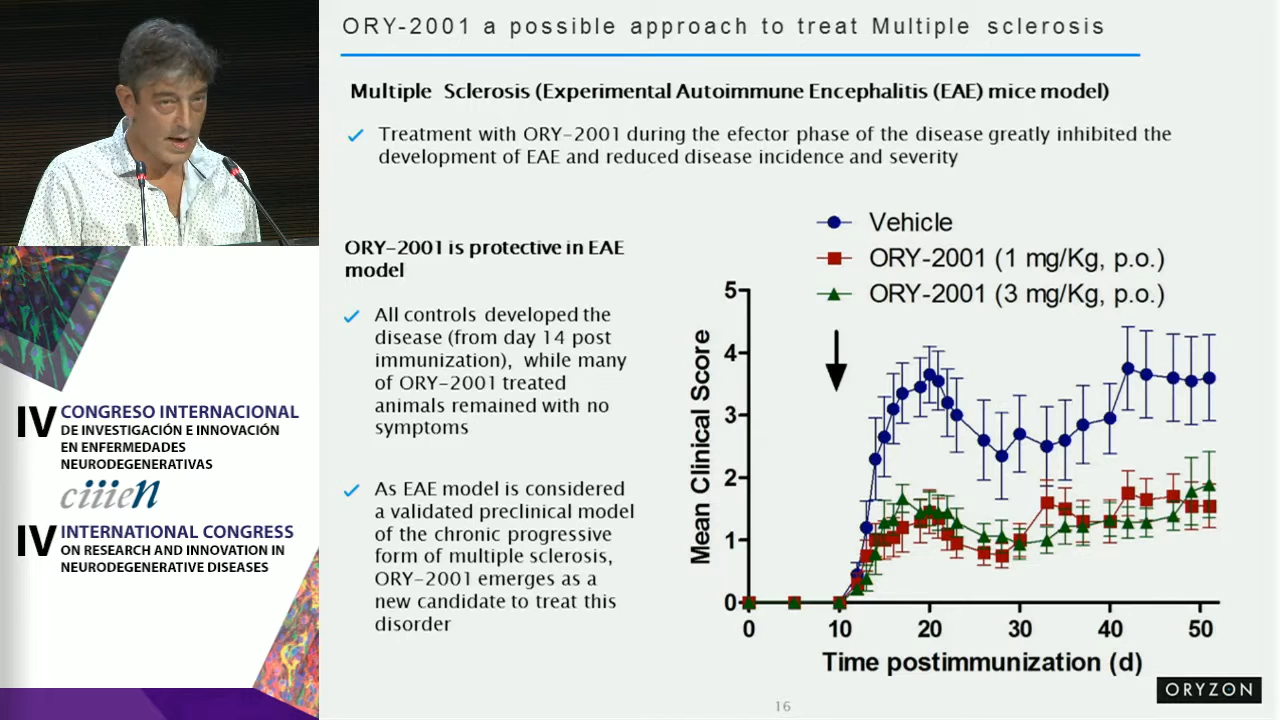 ORY-2001 a possible approach to treat Multiple sclerosis
Multiple Sclerosis (Experimental Autoimmune Encephalitis (EAE) mice model)
Treatment with ORY-2001 during the efector phase of the disease greatly inhibited the
development of EAE and reduced disease incidence and severity
ORY-2001 is protective in EAE
model
All controls developed the
disease (from day 14 post
immunization), while many
of ORY-2001 treated
animals remained with no
symptoms
As EAE model is considered
a validated preclinical model
of the chronic progressive
form of multiple sclerosis,
ORY-2001 emerges as a
new candidate to treat this
disorder
Vehicle
ORY-2001 (1 mg/Kg, p.o.)
ORY-2001 (3 mg/Kg, p.o.)
Mean Clinical Score
5
4
3
2
1
0
0 10 20 30 40 50
Time postimmunization (d)
ORYZON
16
IV CONGRESO INTERNACIONAL
DE INVESTIGACIÓN E INNOVACIÓN
EN ENFERMEDADES
NEURODEGENERATIVAS
ciiien
IV INTERNATIONAL CONGRESS
ON RESEARCH AND INNOVATION IN
NEURODEGENERATIVE DISEASES